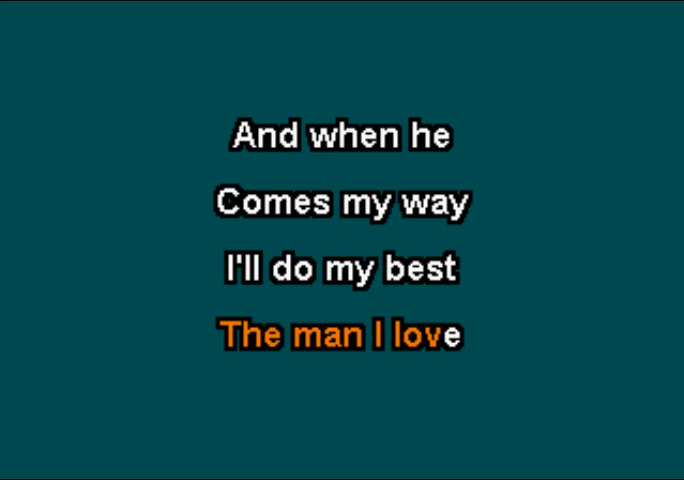 And when he
Comes my way
I'll do my best
The man I love